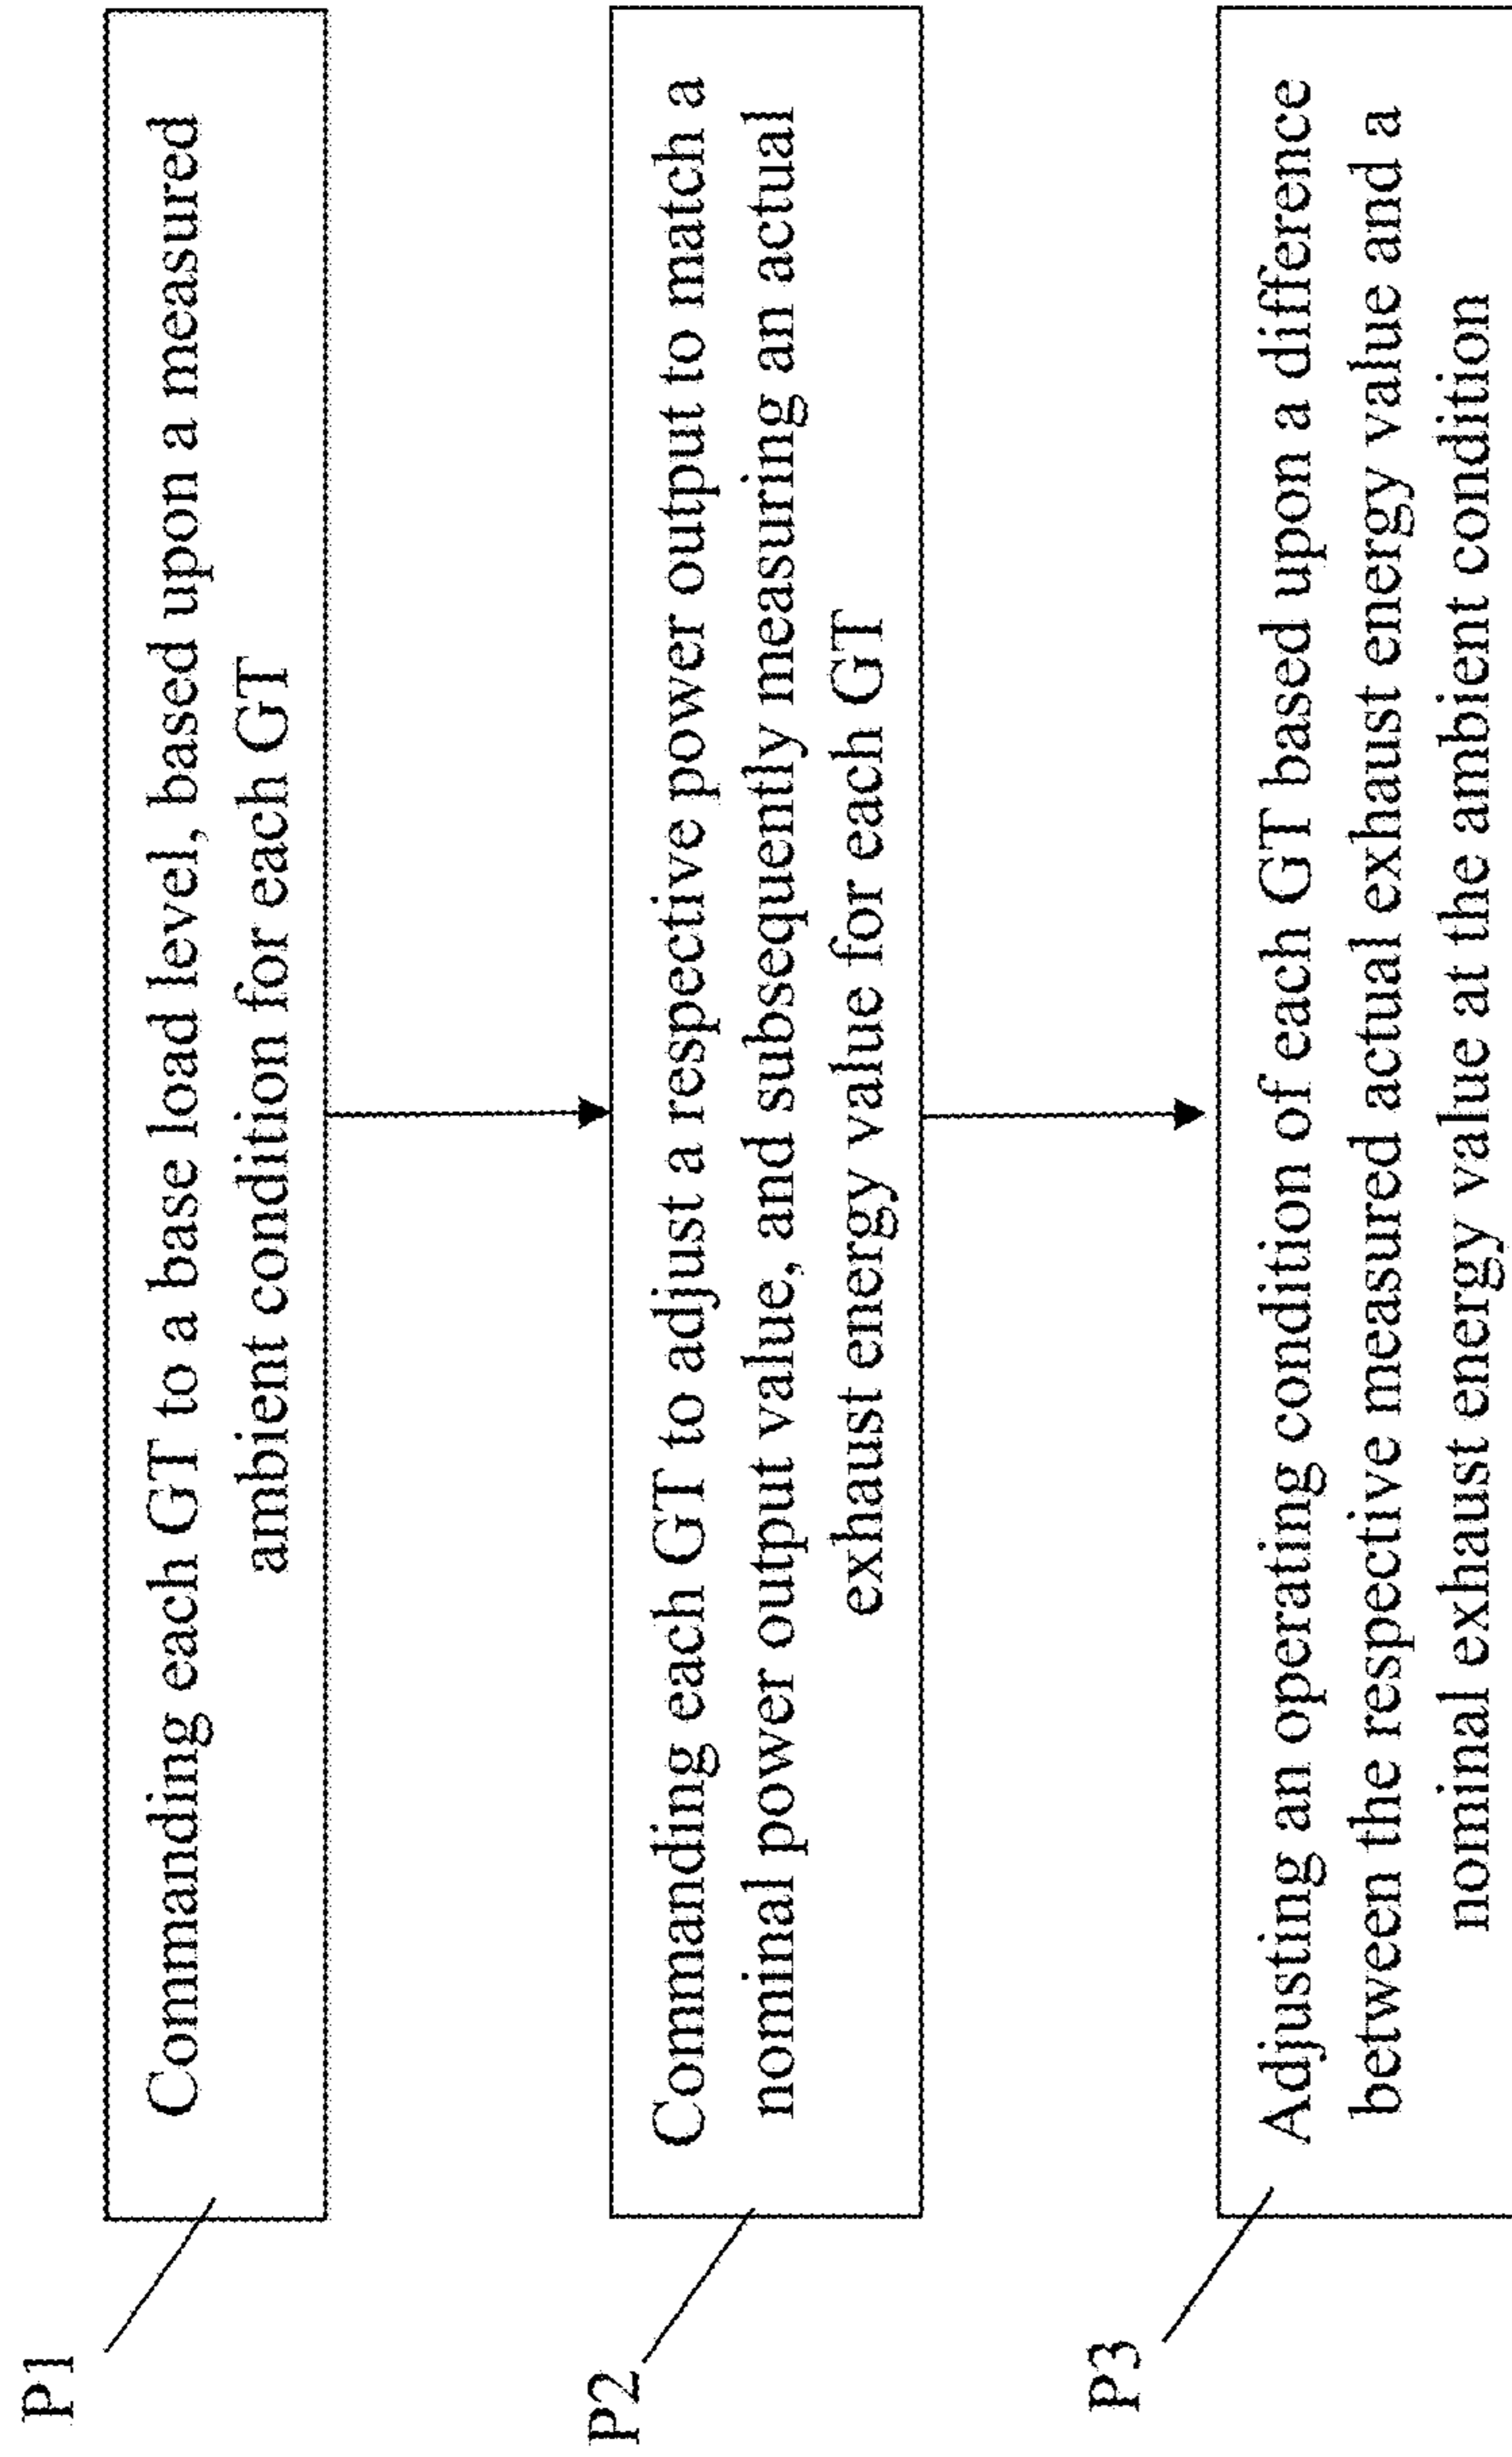 P1
Commanding each GT to a base load level, based upon a measured
ambient condition for each GT
P2
Commanding each GT to adjust a respective power output to match a
nominal power output value, and subsequently measuring an actual
exhaust energy value for each GT
P3
Adjusting an operating condition of each GT based upon a difference
between the respective measured actual exhaust energy value and a
nominal exhaust energy value at the ambient condition